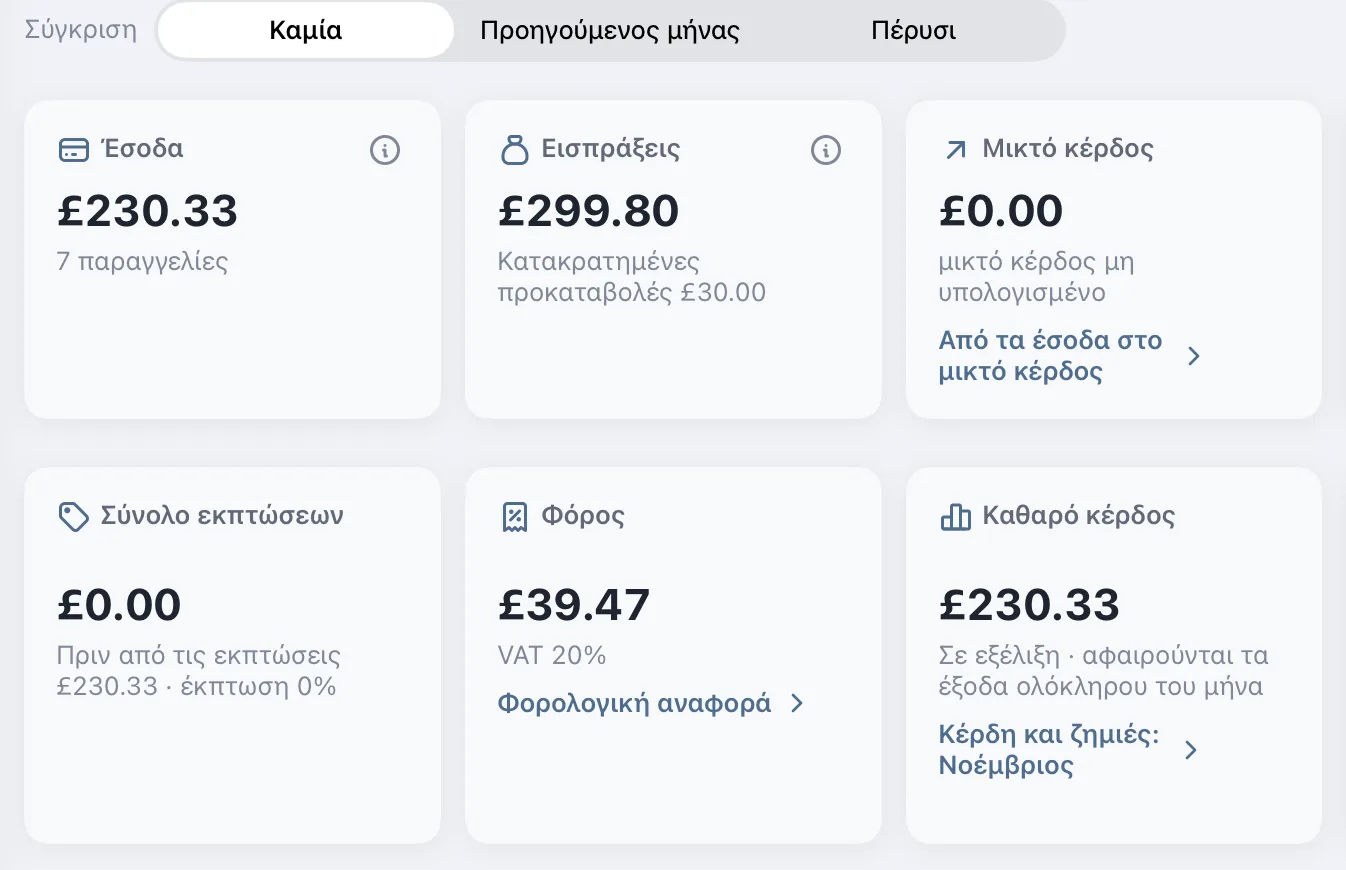 Σύγκριση Καμία Προηγούμενος μήνας Πέρυσι
Έσοδα
£230.33
7 παραγγελίες
Εισπράξεις
£299.80
Κατακρατημένες
προκαταβολές £30.00
Μικτό κέρδος
£0.00
μικτό κέρδος μη
υπολογισμένο
Από τα έσοδα στο
μικτό κέρδος
Σύνολο εκπτώσεων
£0.00
Πριν από τις εκπτώσεις
£230.33 · έκπτωση 0%
Φόρος
£39.47
VAT 20%
Φορολογική αναφορά
Καθαρό κέρδος
£230.33
Σε εξέλιξη · αφαιρούνται τα
έξοδα ολόκληρου του μήνα
Κέρδη και ζημιές:
Νοέμβριος